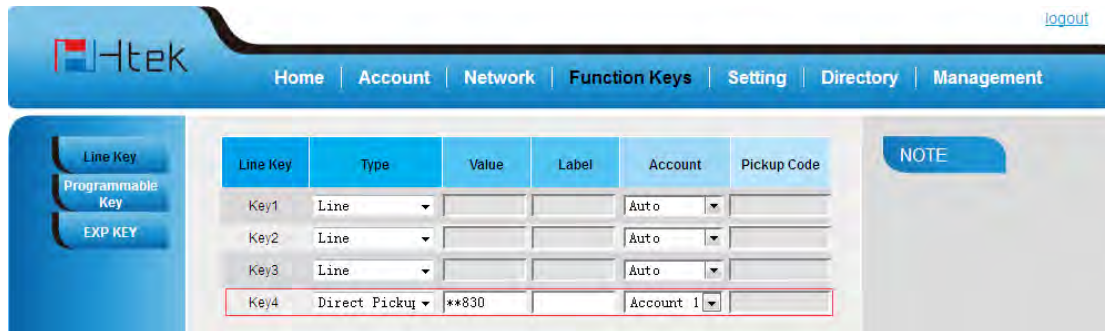 logout
Htek
Home | Account | Network | Function Keys | Setting | Directory | Management
Line Key
Programmable Key
EXP KEY
Line Key Type Value Label Account Pickup Code
Key1 Line Auto
Key2 Line Auto
Key3 Line Auto
Key4 Direct Pickup **830 Account 1
NOTE